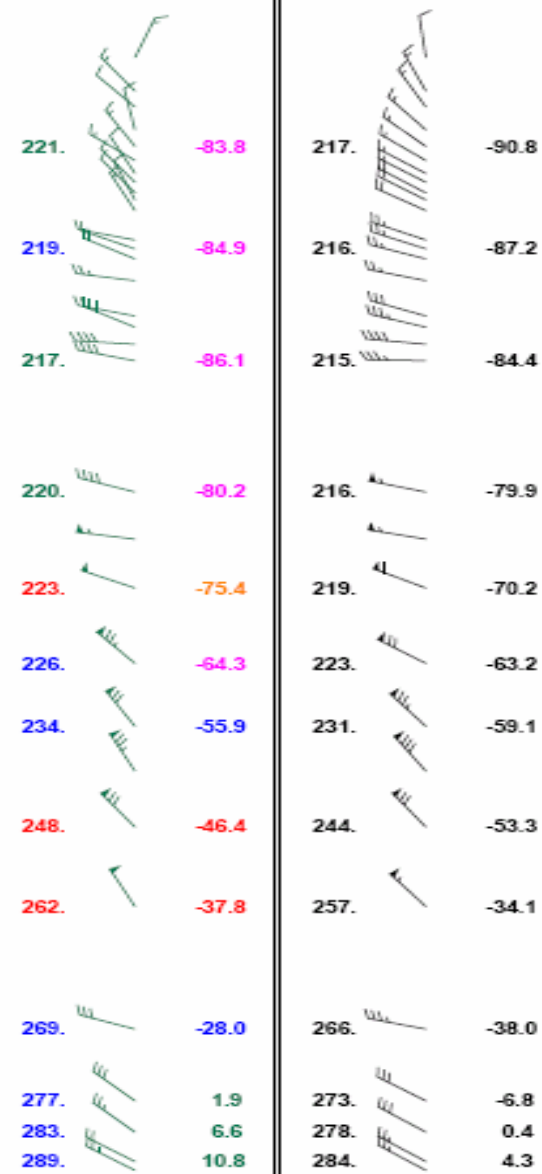 221. -83.8 217. -90.8
219. -84.9 216. -87.2
217. -86.1 215. -84.4
220. -80.2 216. -79.9
223. -75.4 219. -70.2
226. -64.3 223. -63.2
234. -55.9 231. -59.1
248. -46.4 244. -53.3
262. -37.8 257. -34.1
269. -28.0 266. -38.0
277. 1.9 273. -6.8
283. 6.6 278. 0.4
289. 10.8 284. 4.3